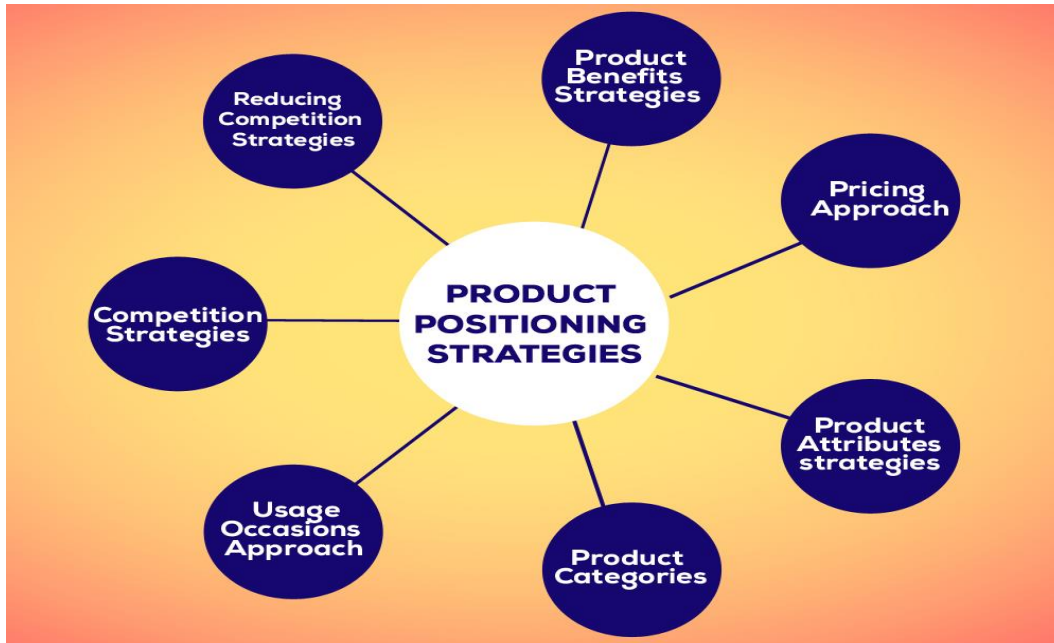 PRODUCT
POSITIONING
STRATEGIES
Product
Benefits
Strategies
Pricing
Approach
Product
Attributes
strategies
Product
Categories
Usage
Occasions
Approach
Competition
Strategies
Reducing
Competition
Strategies